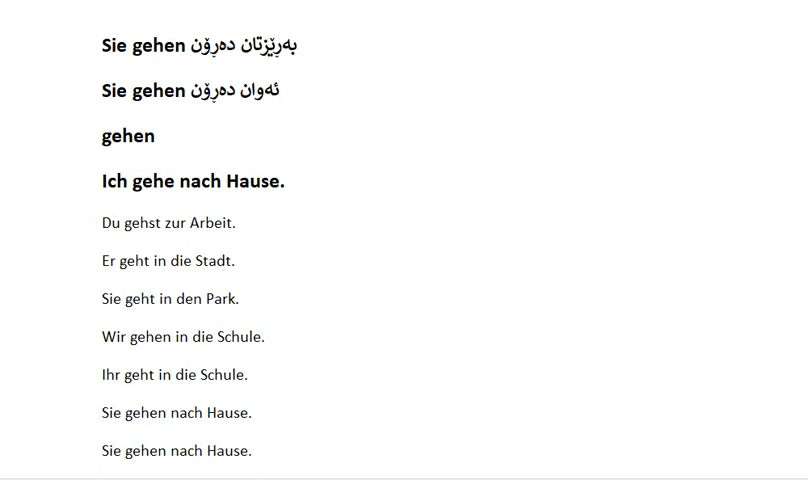 Sie gehen بەڕێزتان دەڕۆن
Sie gehen ئەوان دەڕۆن
gehen
Ich gehe nach Hause.
Du gehst zur Arbeit.
Er geht in die Stadt.
Sie geht in den Park.
Wir gehen in die Schule.
Ihr geht in die Schule.
Sie gehen nach Hause.
Sie gehen nach Hause.